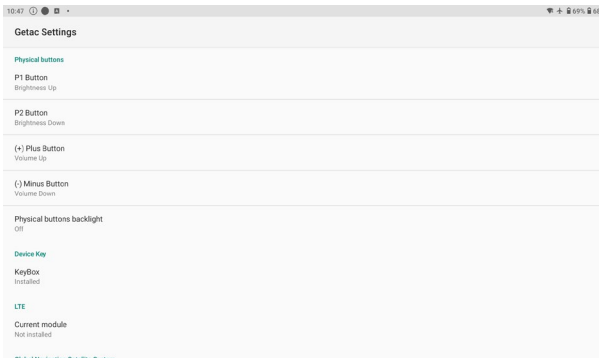 10:47
69% 68
Getac Settings
Physical buttons
P1 Button
Brightness Up
P2 Button
Brightness Down
(+) Plus Button
Volume Up
(-) Minus Button
Volume Down
Physical buttons backlight
Off
Device Key
KeyBox
Installed
LTE
Current module
Not installed